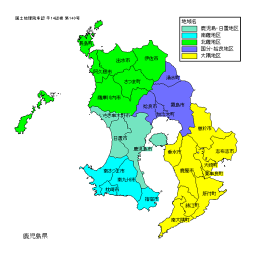 国土地理院承認 平14総複 第149号
地域名
鹿児島・日置地区
南薩地区
北薩地区
国分・姶良地区
大隅地区
長島町
出水市
伊佐市
阿久根市
さつま町
湧水町
薩摩川内市
霧島市
姶良市
いちき串木野市
日置市
鹿児島市
曽於市
垂水市
志布志市
鹿屋市
大崎町
東串良町
南さつま市
南九州市
枕崎市
指宿市
肝付町
錦江町
南大隅町
鹿児島県